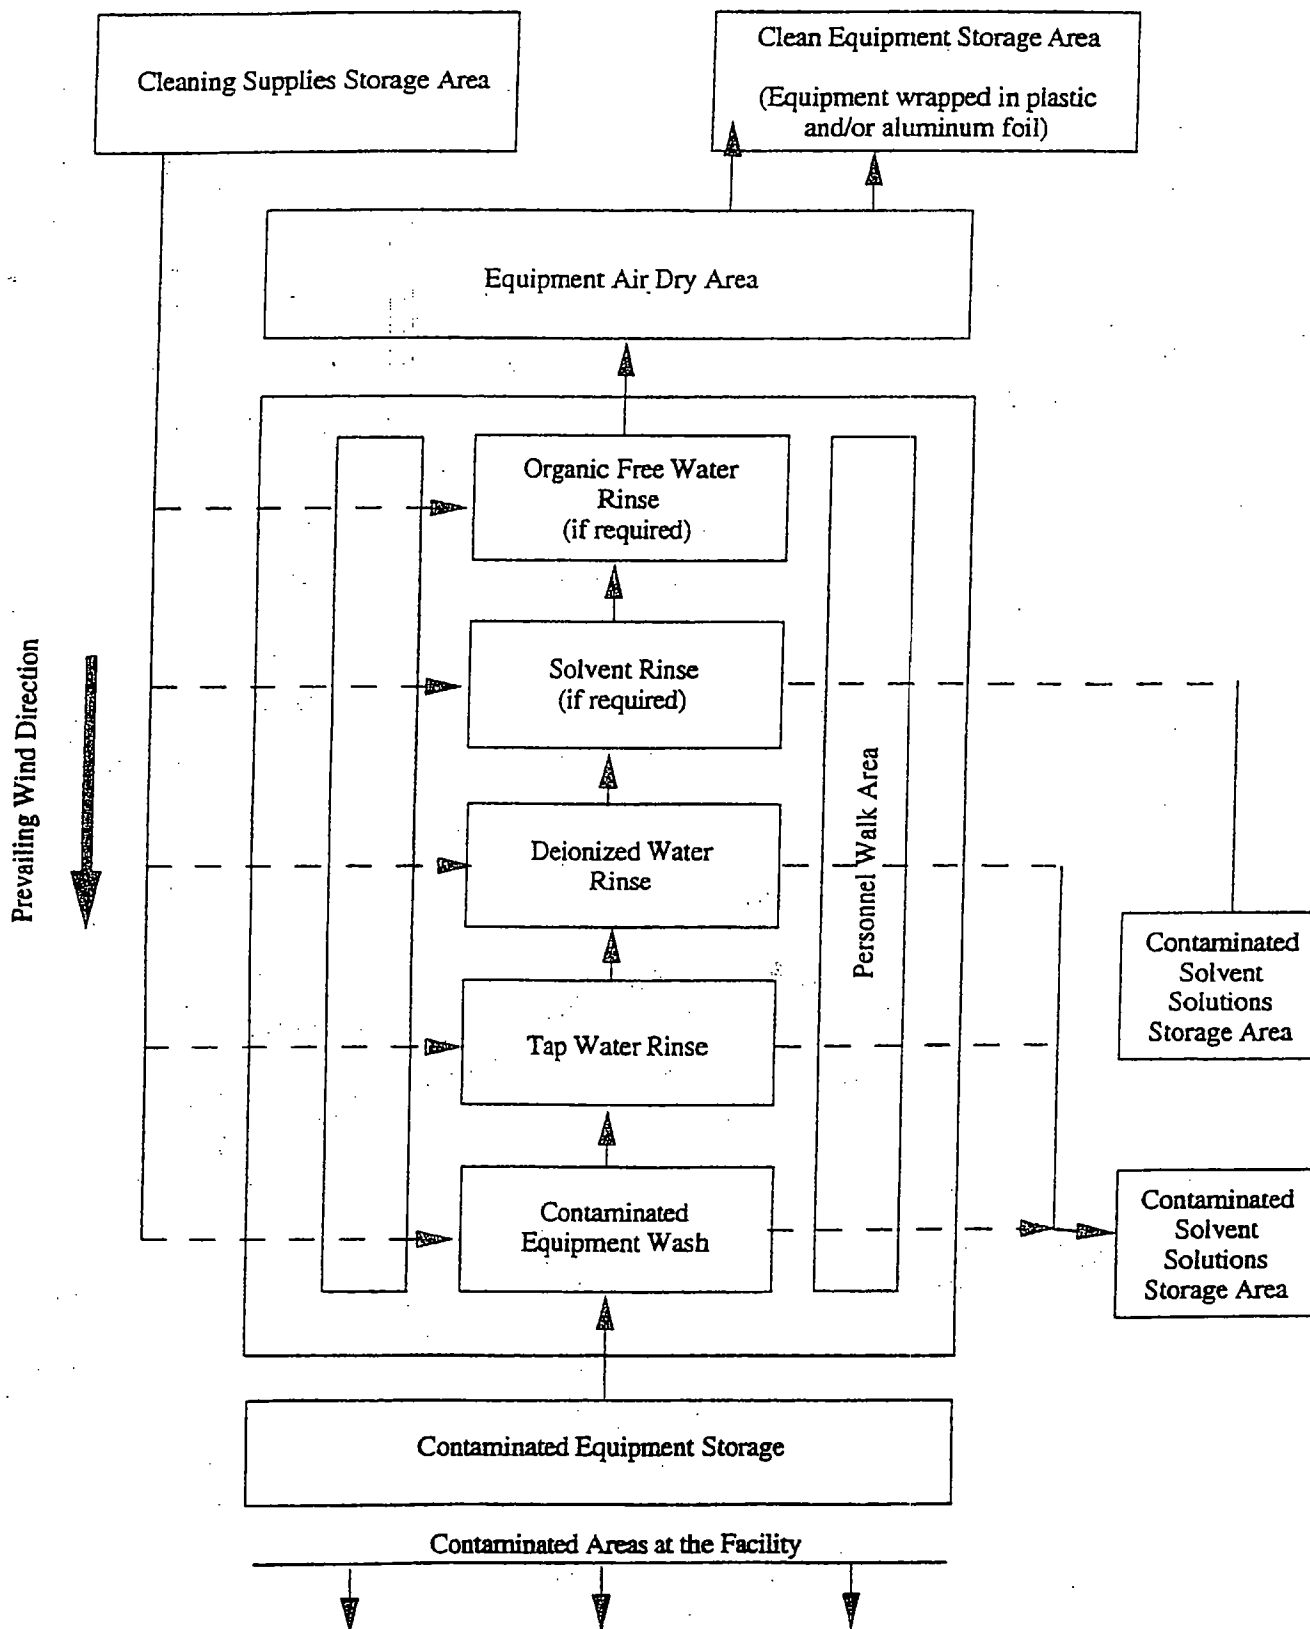 Cleaning Supplies Storage Area
Clean Equipment Storage Area
(Equipment wrapped in plastic
and/or aluminum foil)
Equipment Air Dry Area
Organic Free Water
Rinse
(if required)
Solvent Rinse
(if required)
Prevailing Wind Direction
Deionized Water
Rinse
Personnel Walk Area
Contaminated
Solvent
Solutions
Storage Area
Tap Water Rinse
Contaminated
Equipment Wash
Contaminated
Solvent
Solutions
Storage Area
Contaminated Equipment Storage
Contaminated Areas at the Facility